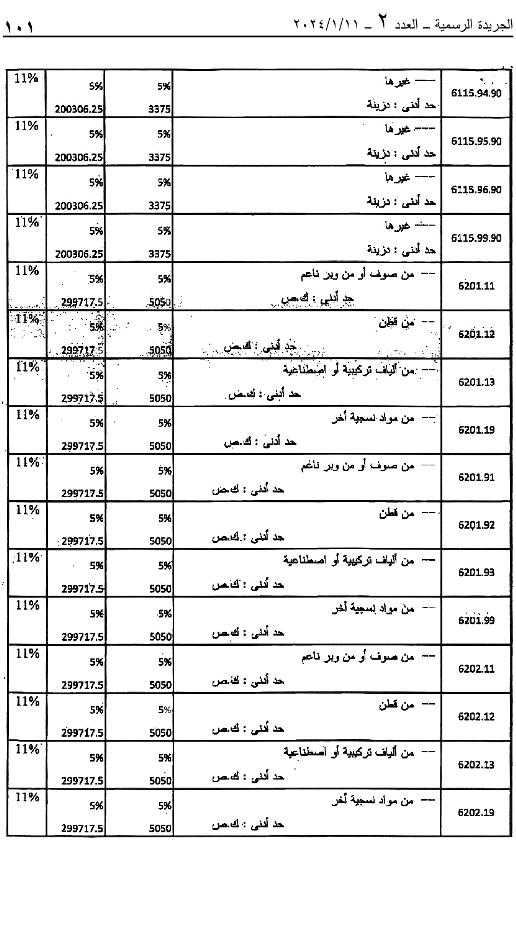 الجريدة الرسمية – العدد ٢ – ٢٠٢٤/١/١١ ١٠١
6115.94.90 --- غيرها 5% 5% 11%
حد أدنى : دزينة 3375 200306.25
6115.95.90 --- غيرها 5% 5% 11%
حد أدنى : دزينة 3375 200306.25
6115.96.90 --- غيرها 5% 5% 11%
حد أدنى : دزينة 3375 200306.25
6115.99.90 --- غيرها 5% 5% 11%
حد أدنى : دزينة 3375 200306.25
6201.11 -- من صوف أو من وبر ناعم 5% 5% 11%
حد أدنى : ك.ص 5050 299717.5
6201.12 -- من قطن 5% 5% 11%
حد أدنى : ك.ص 5050 299717.5
6201.13 -- من ألياف تركيبية أو اصطناعية 5% 5% 11%
حد أدنى : ك.ص 5050 299717.5
6201.19 -- من مواد نسجية أخر 5% 5% 11%
حد أدنى : ك.ص 5050 299717.5
6201.91 -- من صوف أو من وبر ناعم 5% 5% 11%
حد أدنى : ك.ص 5050 299717.5
6201.92 -- من قطن 5% 5% 11%
حد أدنى : ك.ص 5050 299717.5
6201.93 -- من ألياف تركيبية أو اصطناعية 5% 5% 11%
حد أدنى : ك.ص 5050 299717.5
6201.99 -- من مواد نسجية أخر 5% 5% 11%
حد أدنى : ك.ص 5050 299717.5
6202.11 -- من صوف أو من وبر ناعم 5% 5% 11%
حد أدنى : ك.ص 5050 299717.5
6202.12 -- من قطن 5% 5% 11%
حد أدنى : ك.ص 5050 299717.5
6202.13 -- من ألياف تركيبية أو اصطناعية 5% 5% 11%
حد أدنى : ك.ص 5050 299717.5
6202.19 -- من مواد نسجية أخر 5% 5% 11%
حد أدنى : ك.ص 5050 299717.5